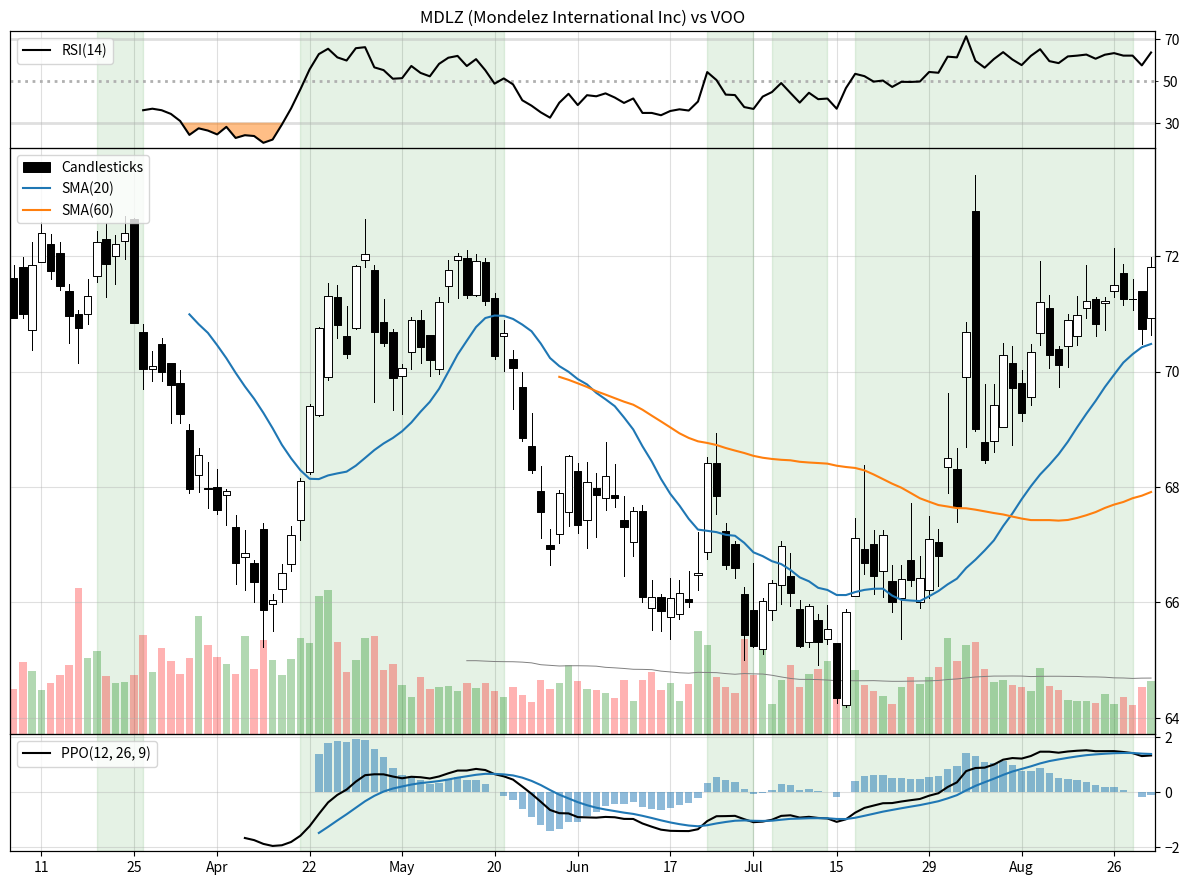 MDLZ (Mondelez International Inc) vs VOO
RSI(14)
70
50
30
Candlesticks
SMA(20)
SMA(60)
72
70
68
66
64
PPO(12, 26, 9)
2
0
−2
11 25 Apr 22 May 20 Jun 17 Jul 15 29 Aug 26